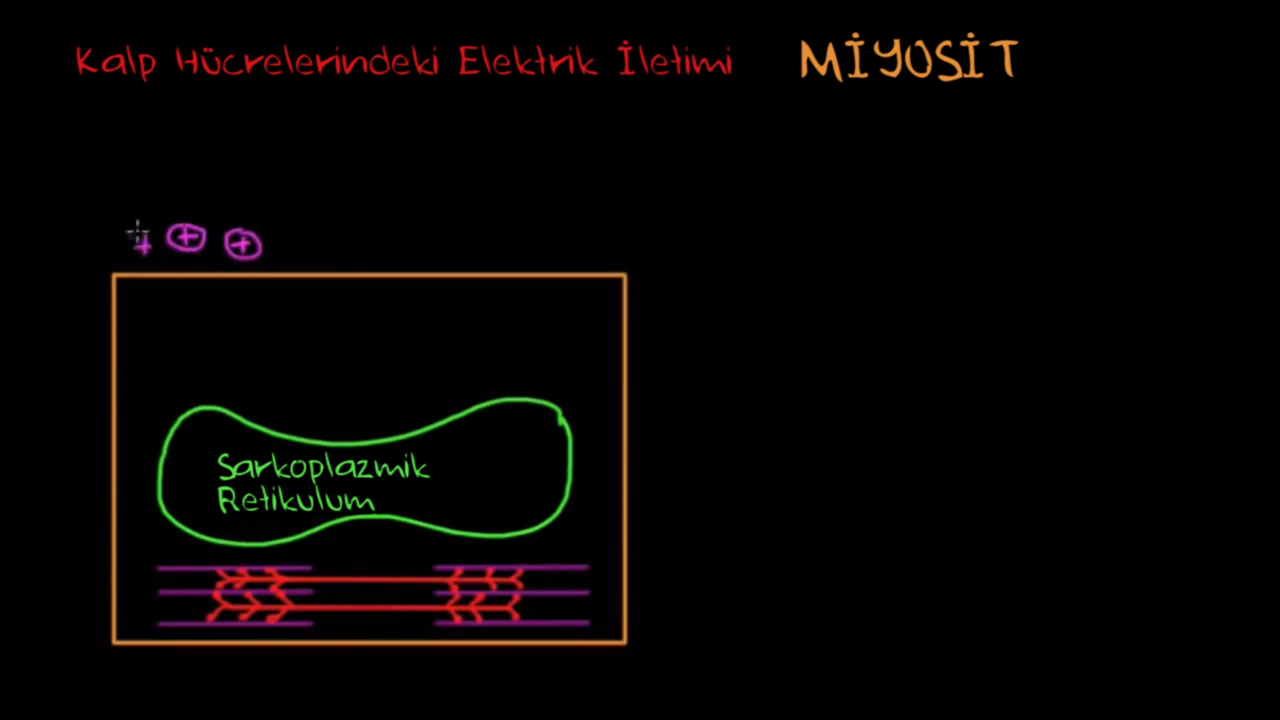 Kalp Hücrelerindeki Elektrik İletimi MİYOSİT
+ + +
Sarkoplazmik
Retikulum